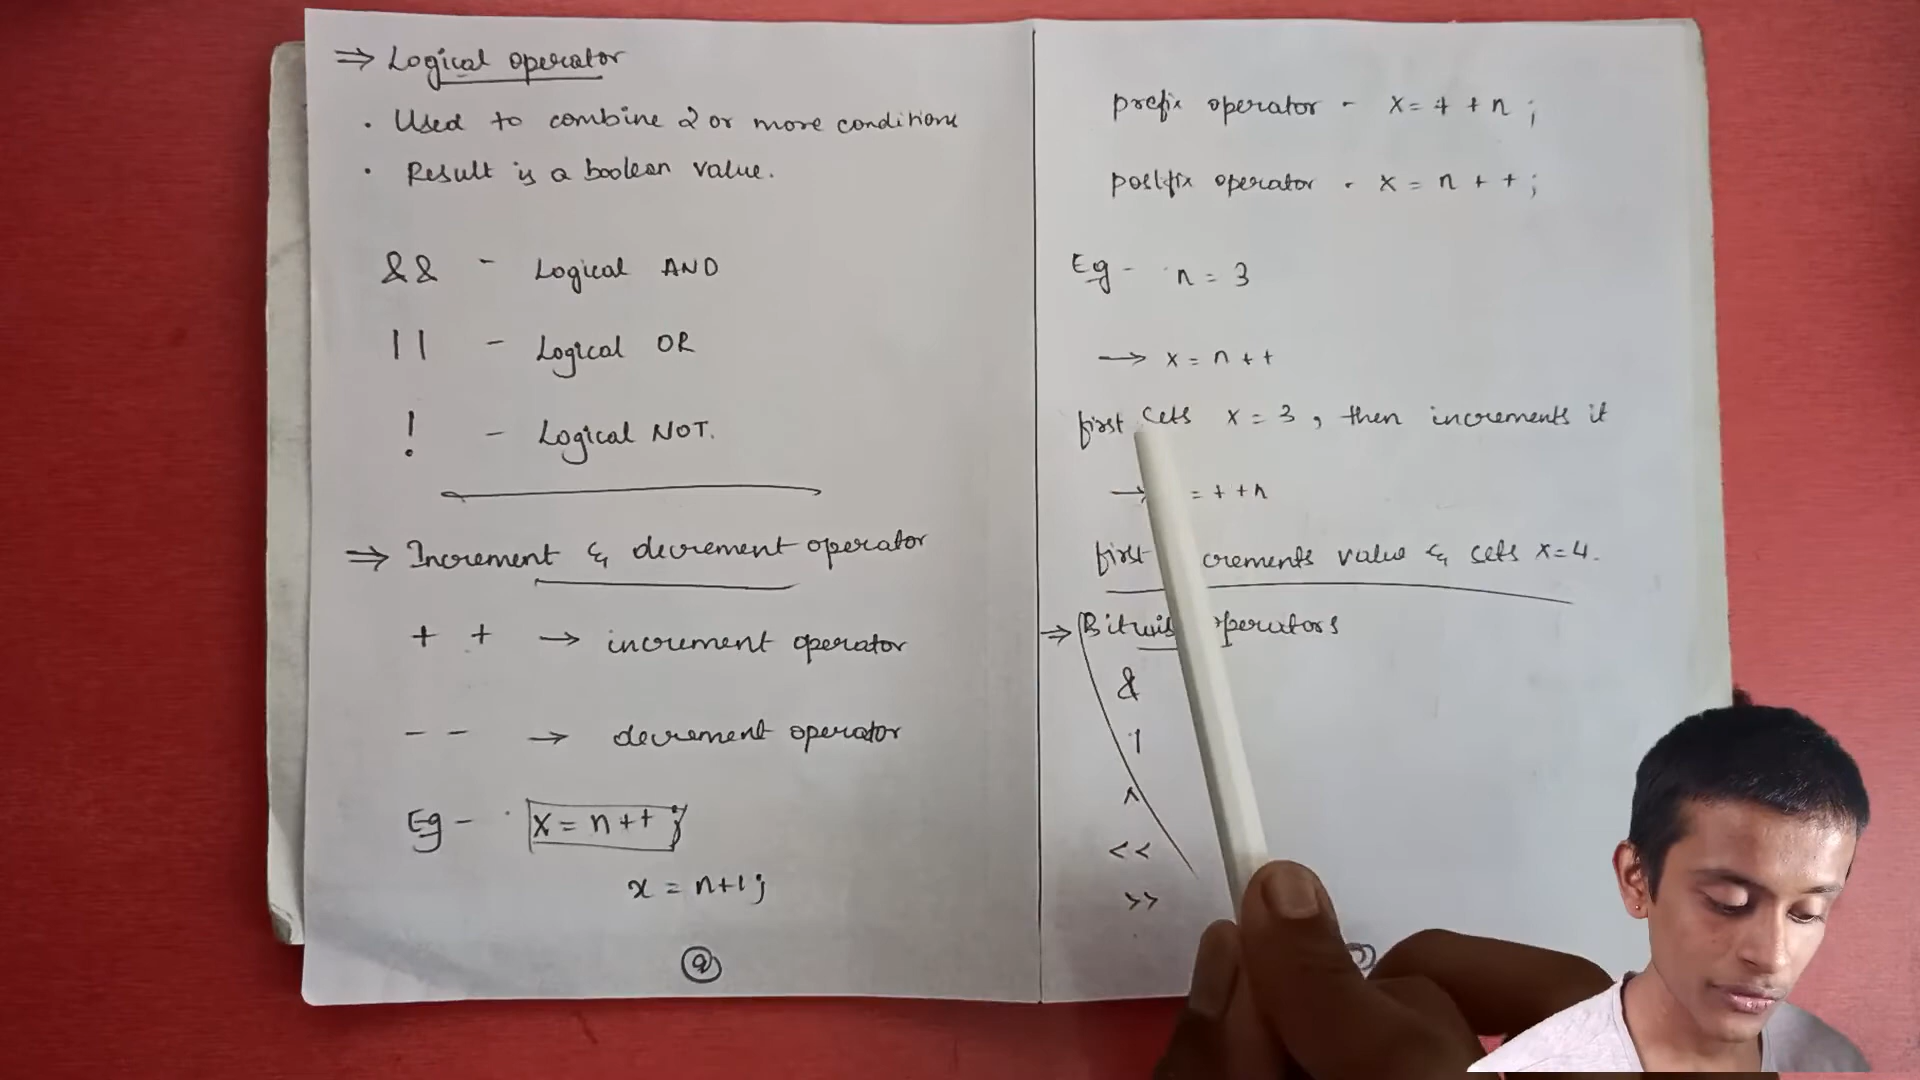 ⇒ Logical operator
• Used to combine 2 or more conditions
• Result is a boolean value.
&& - Logical AND
|| - Logical OR
! - Logical NOT.
⇒ Increment & decrement operator
+ + → increment operator
- - → decrement operator
Eg - x = n++;
x = n+1;
9
prefix operator - x = + + n ;
postfix operator - x = n + + ;
Eg - n = 3
→ x = n + +
first sets x = 3, then increments it
→ = + + n
first crements value & sets x=4.
⇒ Bitwis operators
&
|
^
<<
>>